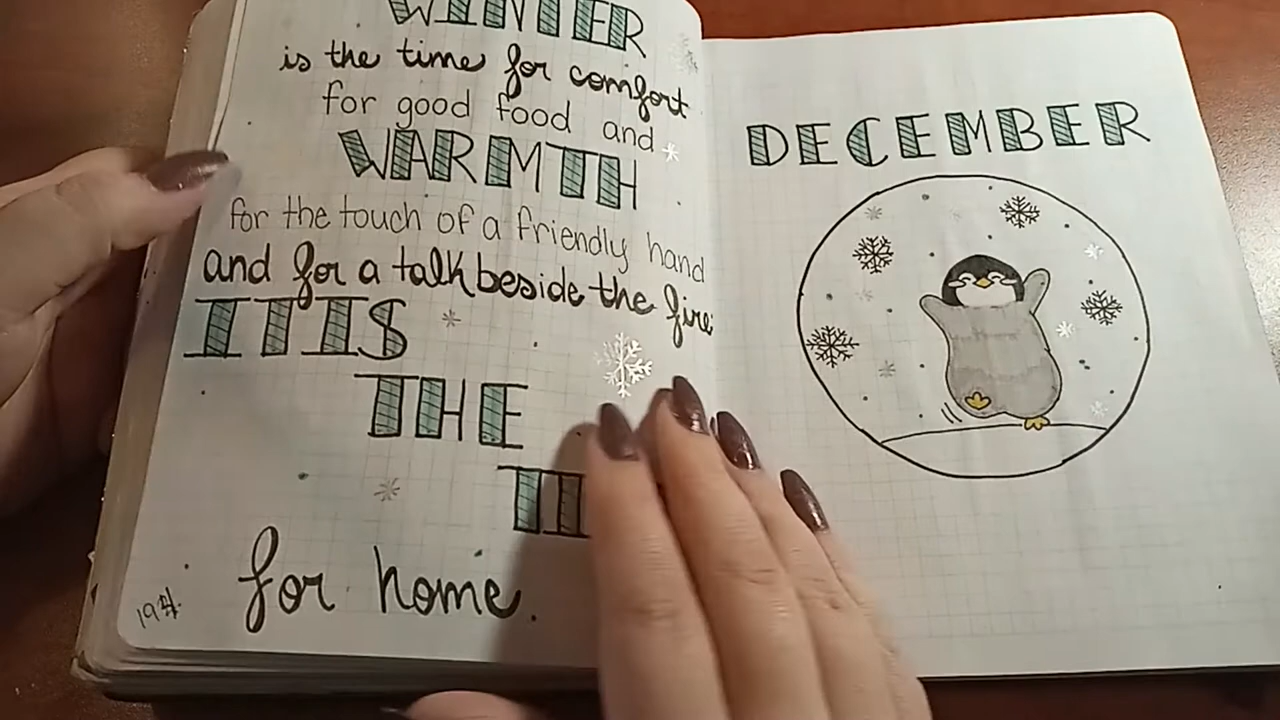 WINTER
is the time for comfort
for good food and
WARMTH
for the touch of a friendly hand
and for a talk beside the fire:
IT IS
THE
for home.
DECEMBER